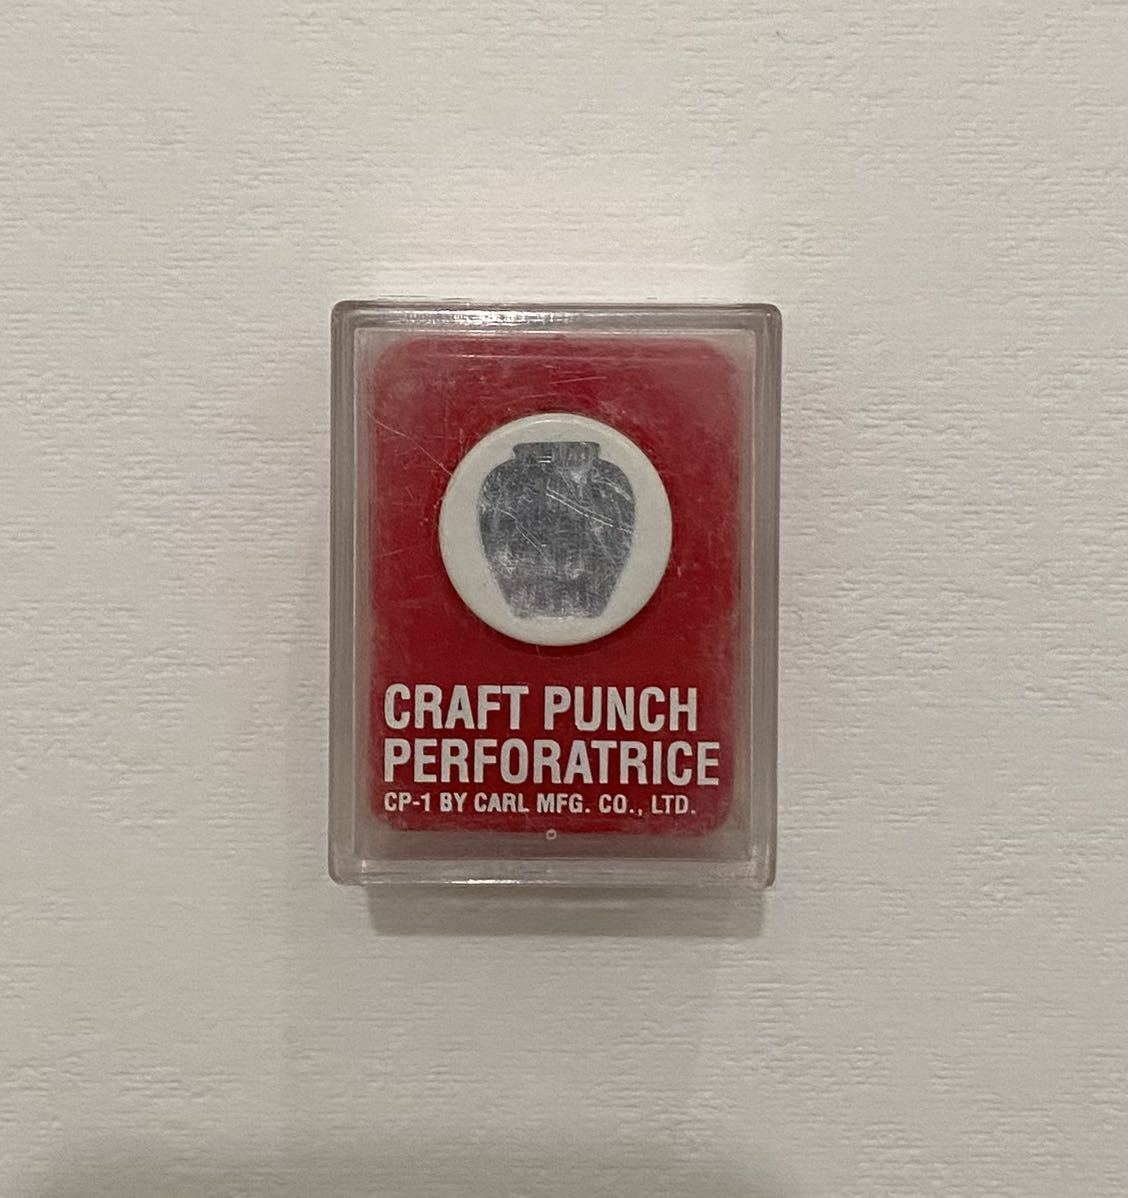 CRAFT PUNCH
PERFORATRICE
CP-1 BY CARL MFG. CO., LTD.